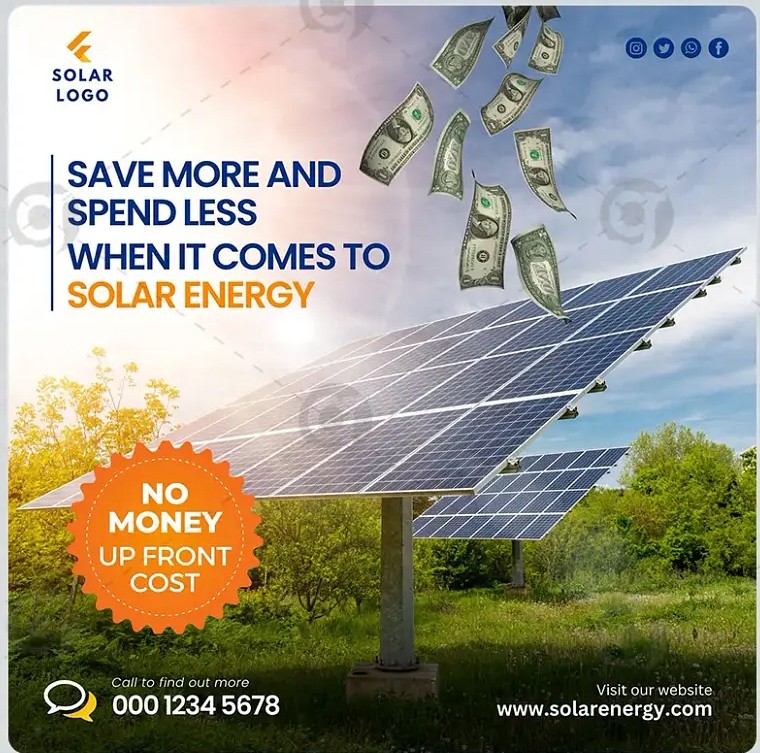 SOLAR
LOGO
SAVE MORE AND
SPEND LESS
WHEN IT COMES TO
SOLAR ENERGY
NO
MONEY
UP FRONT
COST
Call to find out more
000 1234 5678
Visit our website
www.solarenergy.com